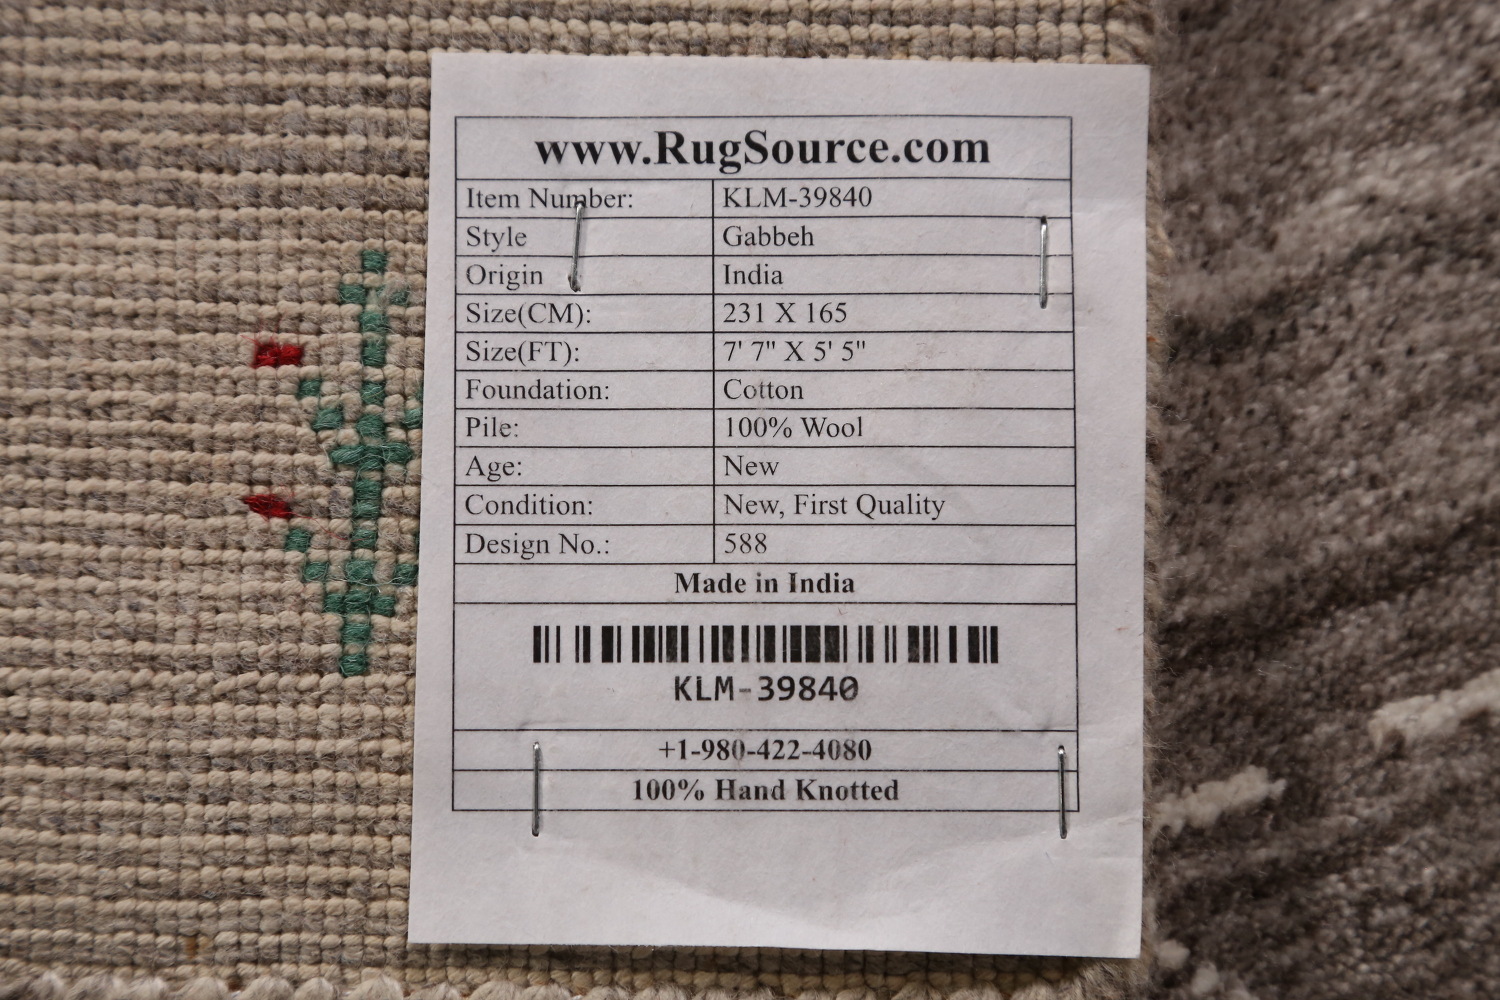 www.RugSource.com
Item Number: KLM-39840
Style Gabbeh
Origin India
Size(CM): 231 X 165
Size(FT): 7' 7" X 5' 5"
Foundation: Cotton
Pile: 100% Wool
Age: New
Condition: New, First Quality
Design No.: 588
Made in India
KLM-39840
+1-980-422-4080
100% Hand Knotted